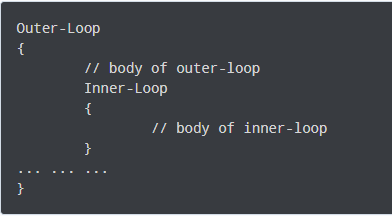 Outer-Loop
{
        // body of outer-loop
        Inner-Loop
        {
                // body of inner-loop
        }
... ... ...
}